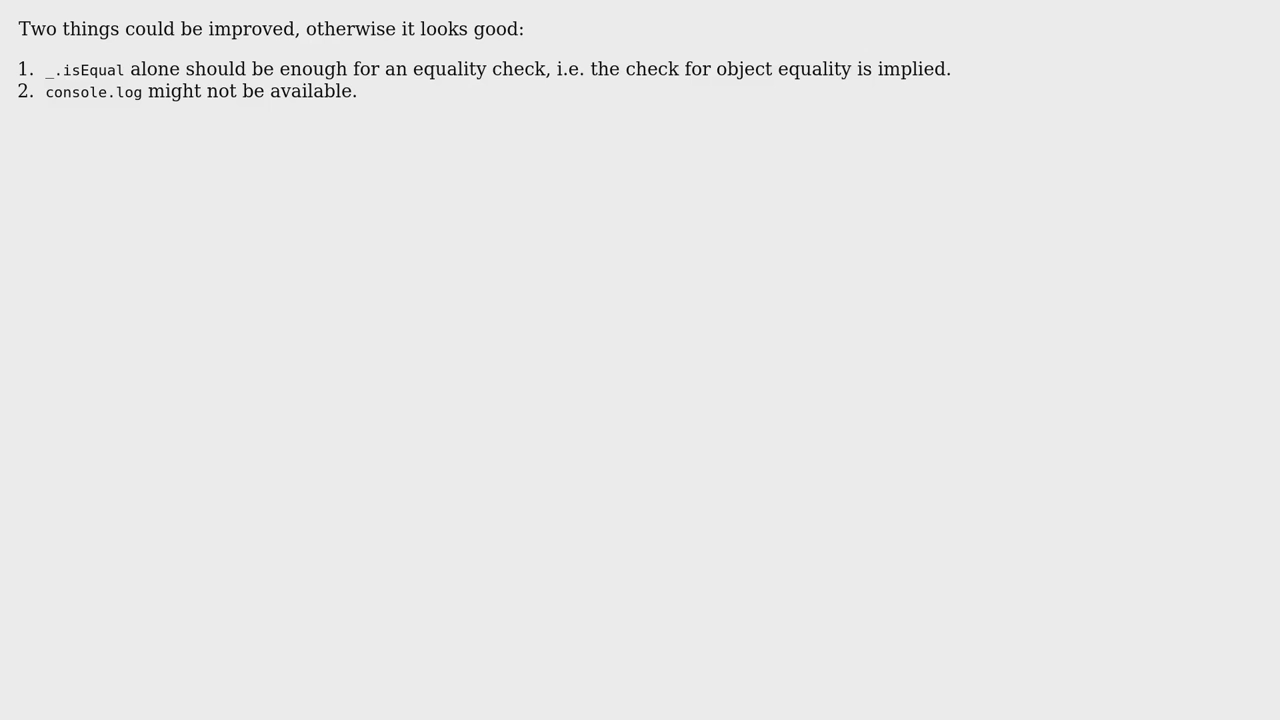 Two things could be improved, otherwise it looks good:
1. _.isEqual alone should be enough for an equality check, i.e. the check for object equality is implied.
2. console.log might not be available.